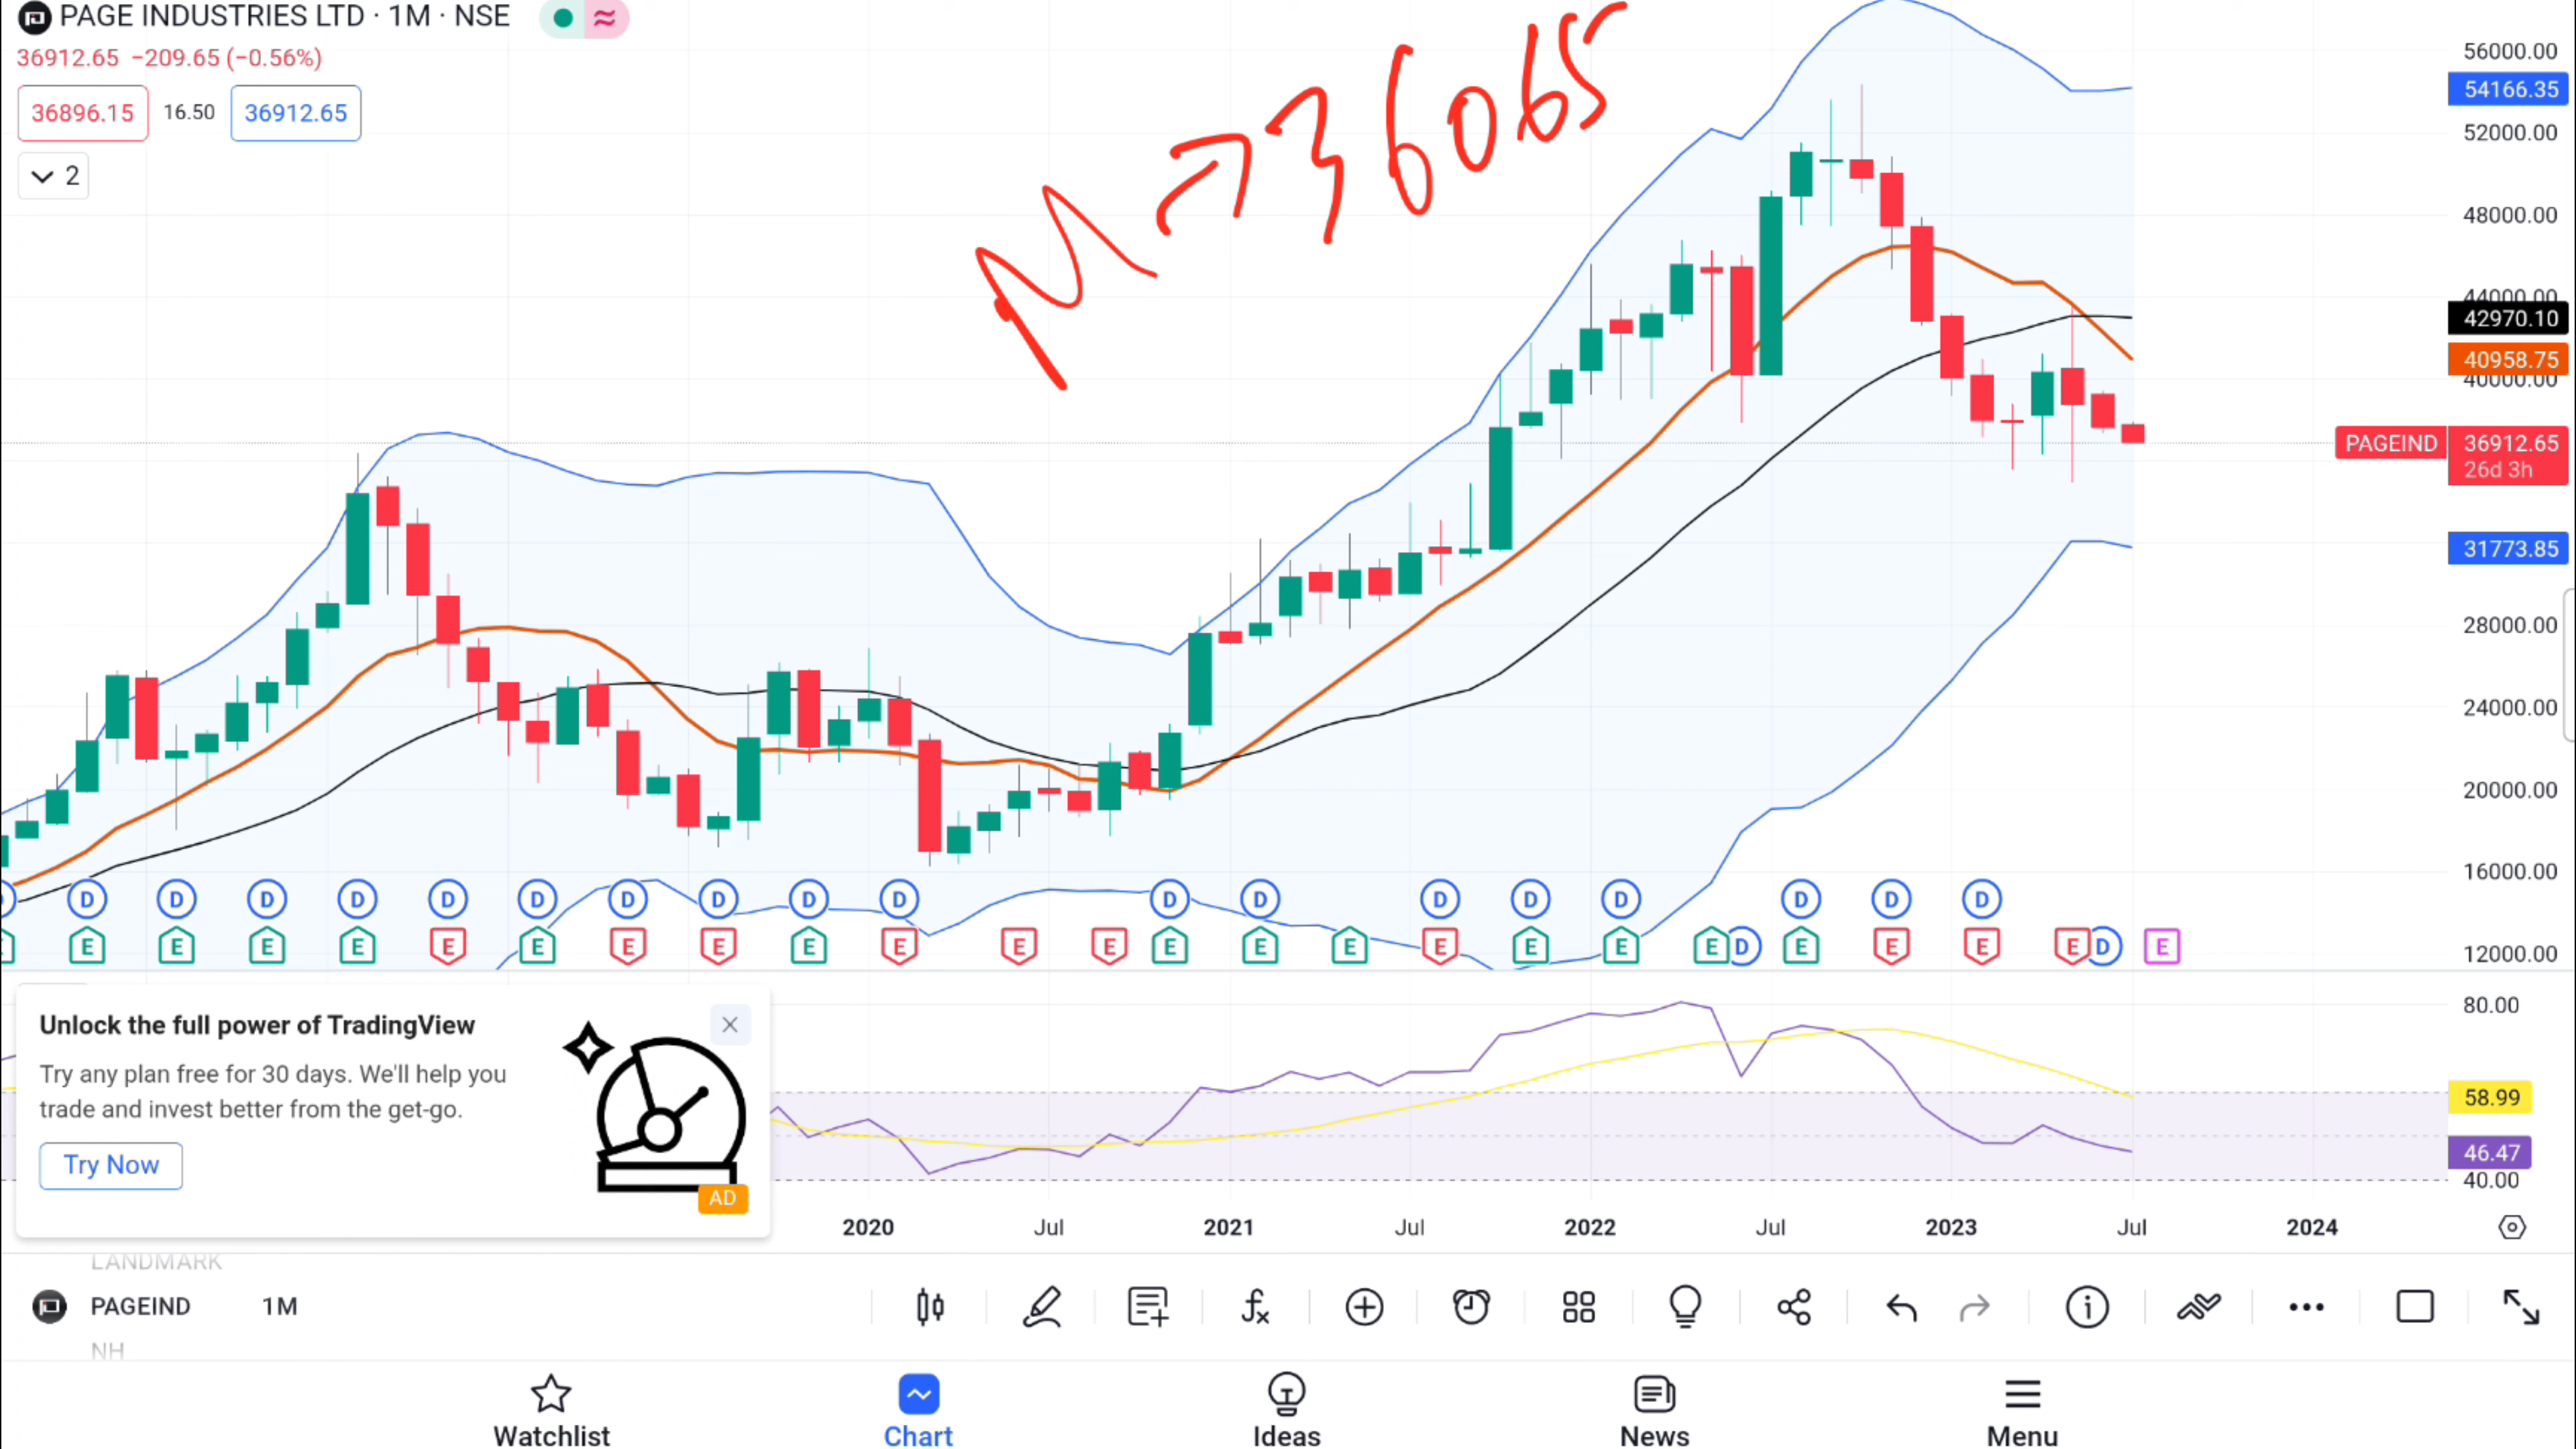 PAGE INDUSTRIES LTD · 1M · NSE
36912.65 −209.65 (−0.56%)
36896.15 16.50 36912.65
2
M → 36065
56000.00
54166.35
52000.00
48000.00
44000.00
42970.10
40958.75
40000.00
PAGEIND 36912.65
26d 3h
31773.85
28000.00
24000.00
20000.00
16000.00
12000.00
D D D D D D D D D D D D D D D D D D D
E E E E E E E E E E E E E E E E E E D E E E E D E
80.00
58.99
46.47
40.00
Unlock the full power of TradingView
Try any plan free for 30 days. We'll help you
trade and invest better from the get-go.
Try Now
AD
2020 Jul 2021 Jul 2022 Jul 2023 Jul 2024
LANDMARK
PAGEIND 1M
NH
Watchlist Chart Ideas News Menu